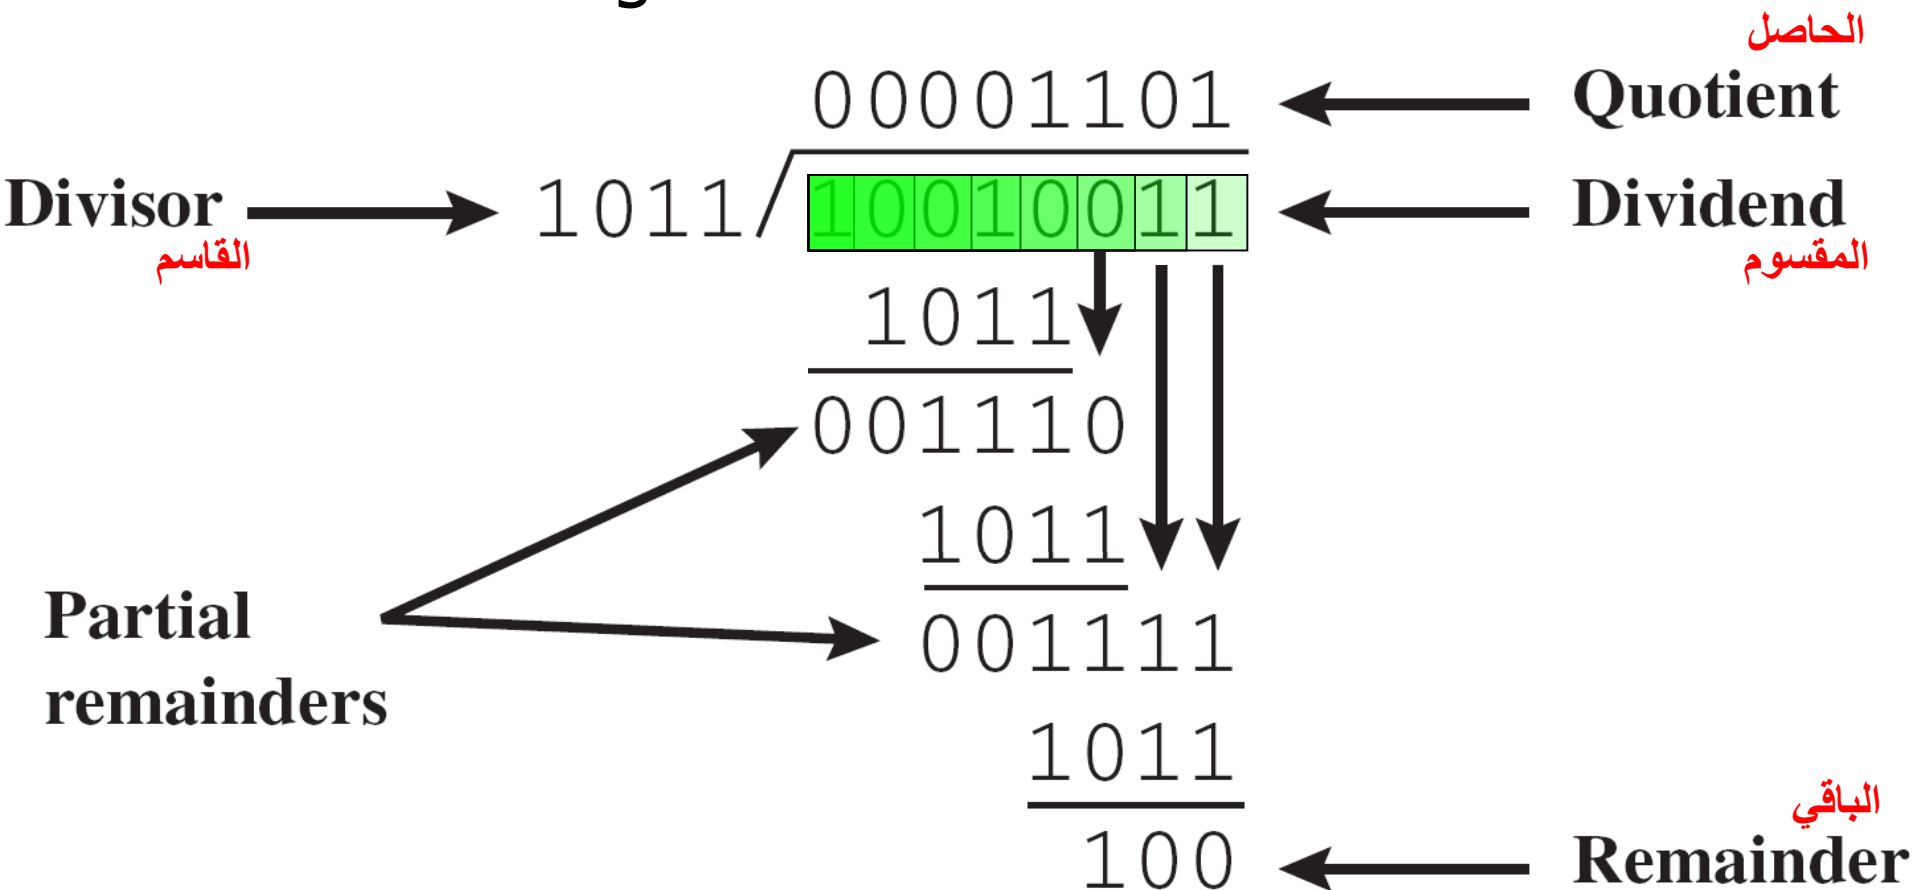 الحاصل
00001101 Quotient
Divisor 1011 10010011 Dividend
القاسم المقسوم
1011
001110
1011
Partial
001111
remainders
1011
الباقي
100 Remainder